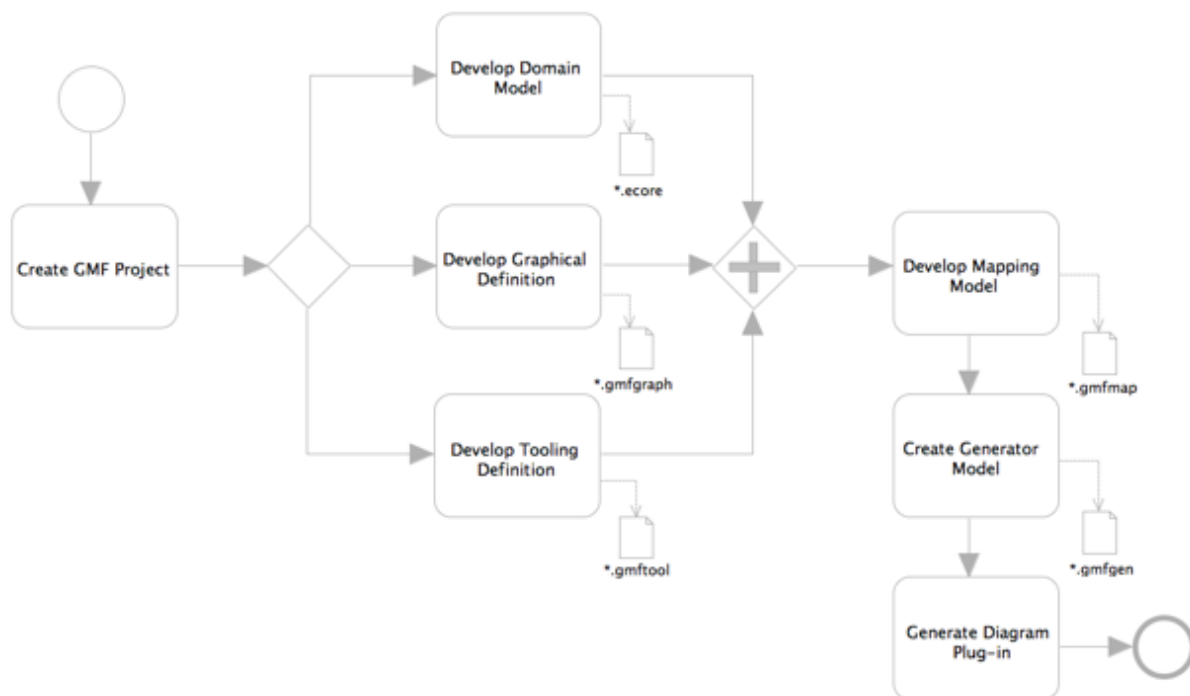 Develop Domain
Model
*.ecore
Create GMF Project
Develop Graphical
Definition
*.gmfgraph
Develop Tooling
Definition
*.gmftool
Develop Mapping
Model
*.gmfmap
Create Generator
Model
*.gmfgen
Generate Diagram
Plug-in